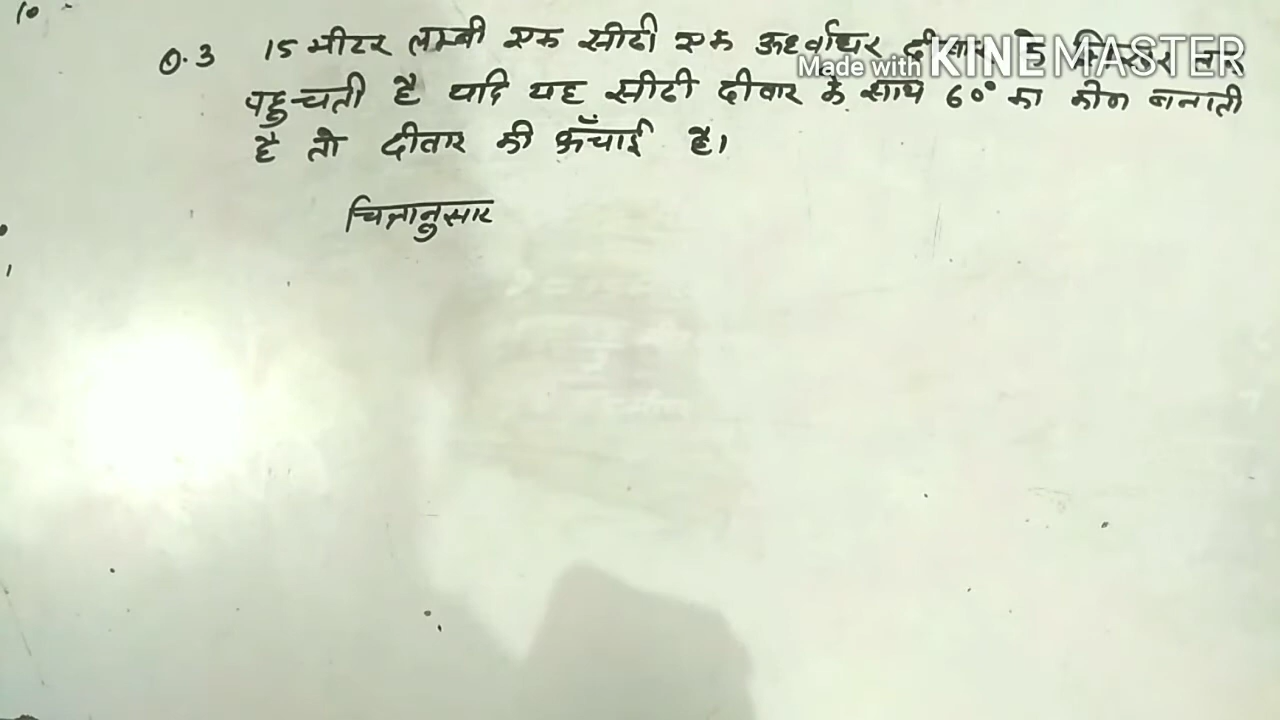 10
Q.3 15 मीटर लम्बी एक सीढी एक ऊर्ध्वाधर
Made with KINEMASTER
पहुचती है यदि यह सीढी दीवार के साथ 60° का कोण बनाती
है तो दीवार की ऊँचाई है।
चित्रानुसार